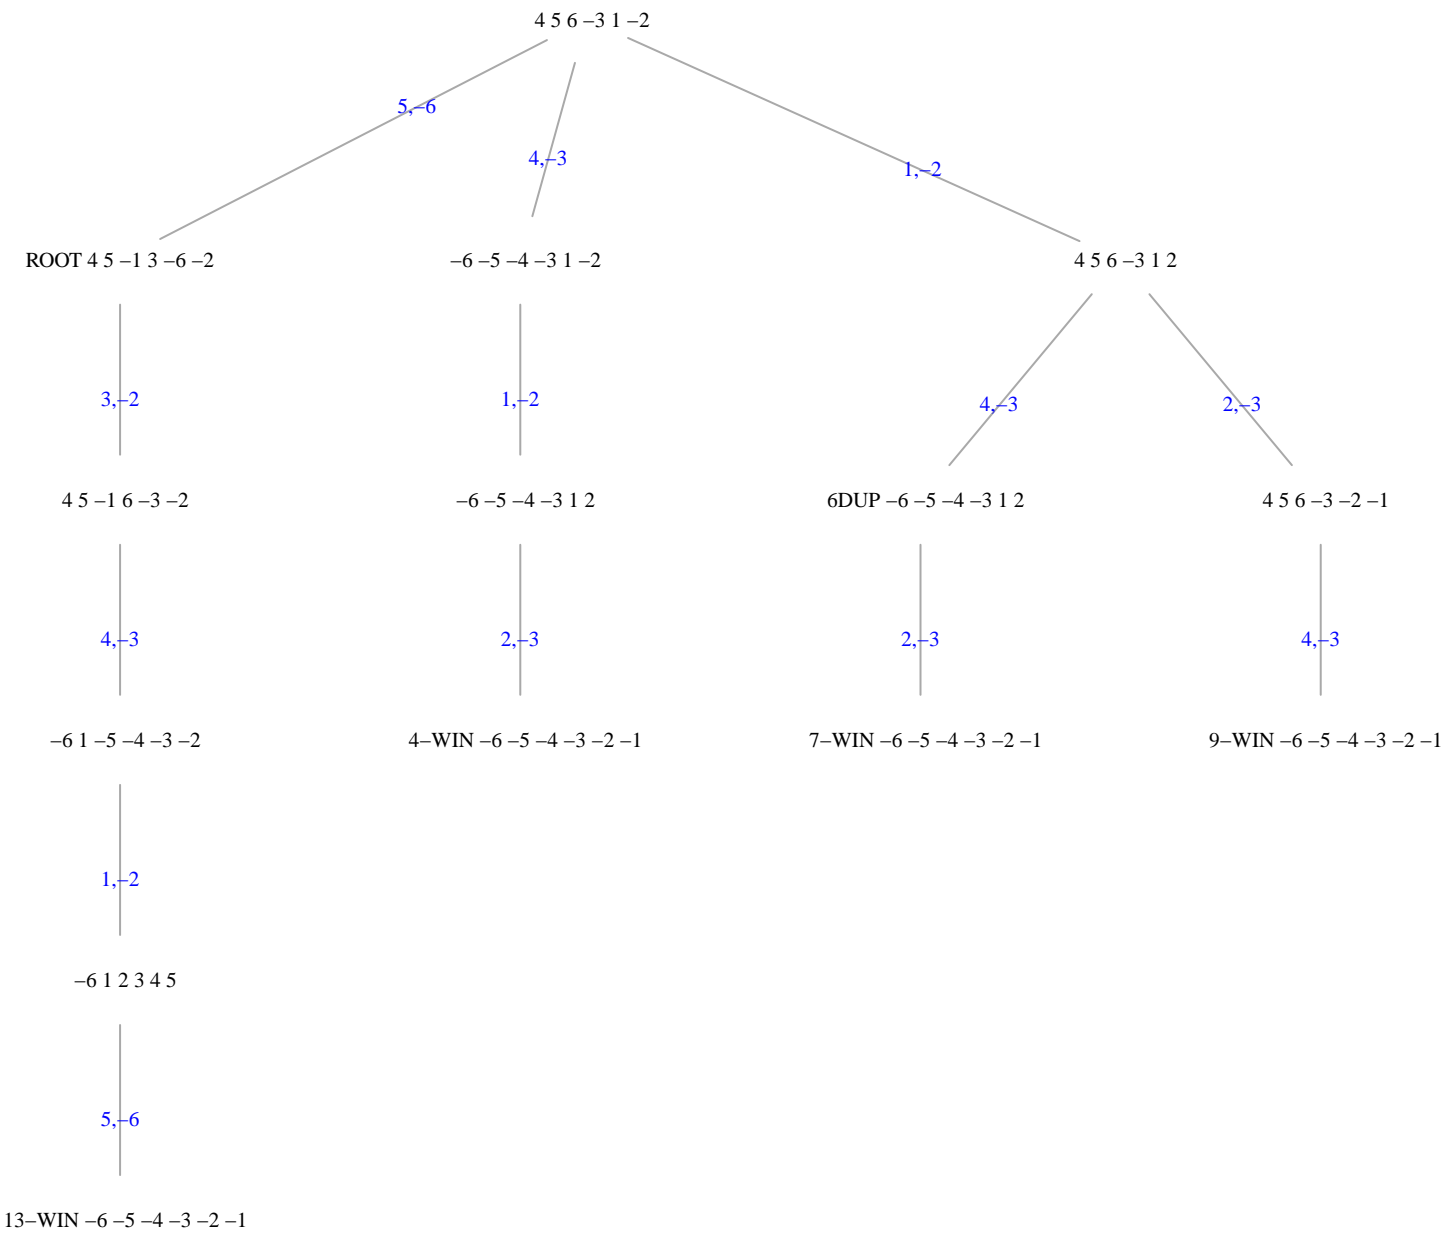 4 5 6 –3 1 –2
5,–6
4,–3
1,–2
ROOT 4 5 –1 3 –6 –2
–6 –5 –4 –3 1 –2
4 5 6 –3 1 2
3,–2
1,–2
4,–3
2,–3
4 5 –1 6 –3 –2
–6 –5 –4 –3 1 2
6DUP –6 –5 –4 –3 1 2
4 5 6 –3 –2 –1
4,–3
2,–3
2,–3
4,–3
–6 1 –5 –4 –3 –2
4–WIN –6 –5 –4 –3 –2 –1
7–WIN –6 –5 –4 –3 –2 –1
9–WIN –6 –5 –4 –3 –2 –1
1,–2
–6 1 2 3 4 5
5,–6
13–WIN –6 –5 –4 –3 –2 –1